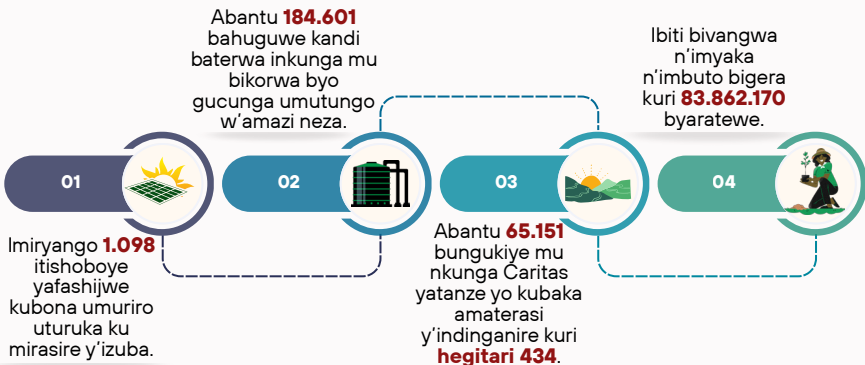 01
Imiryango 1.098
itishoboye
yafashijwe
kubona umuriro
uturuka ku
mirasire y'izuba.
Abantu 184.601
bahuguwe kandi
baterwa inkunga mu
bikorwa byo
gucunga umutungo
w'amazi neza.
02
03
Abantu 65.151
bungukiye mu
nkunga Caritas
yatanze yo kubaka
amaterasi
y'indinganire kuri
hegitari 434.
Ibiti bivangwa
n'imyaka
n'imbuto bigera
kuri 83.862.170
byaratewe.
04